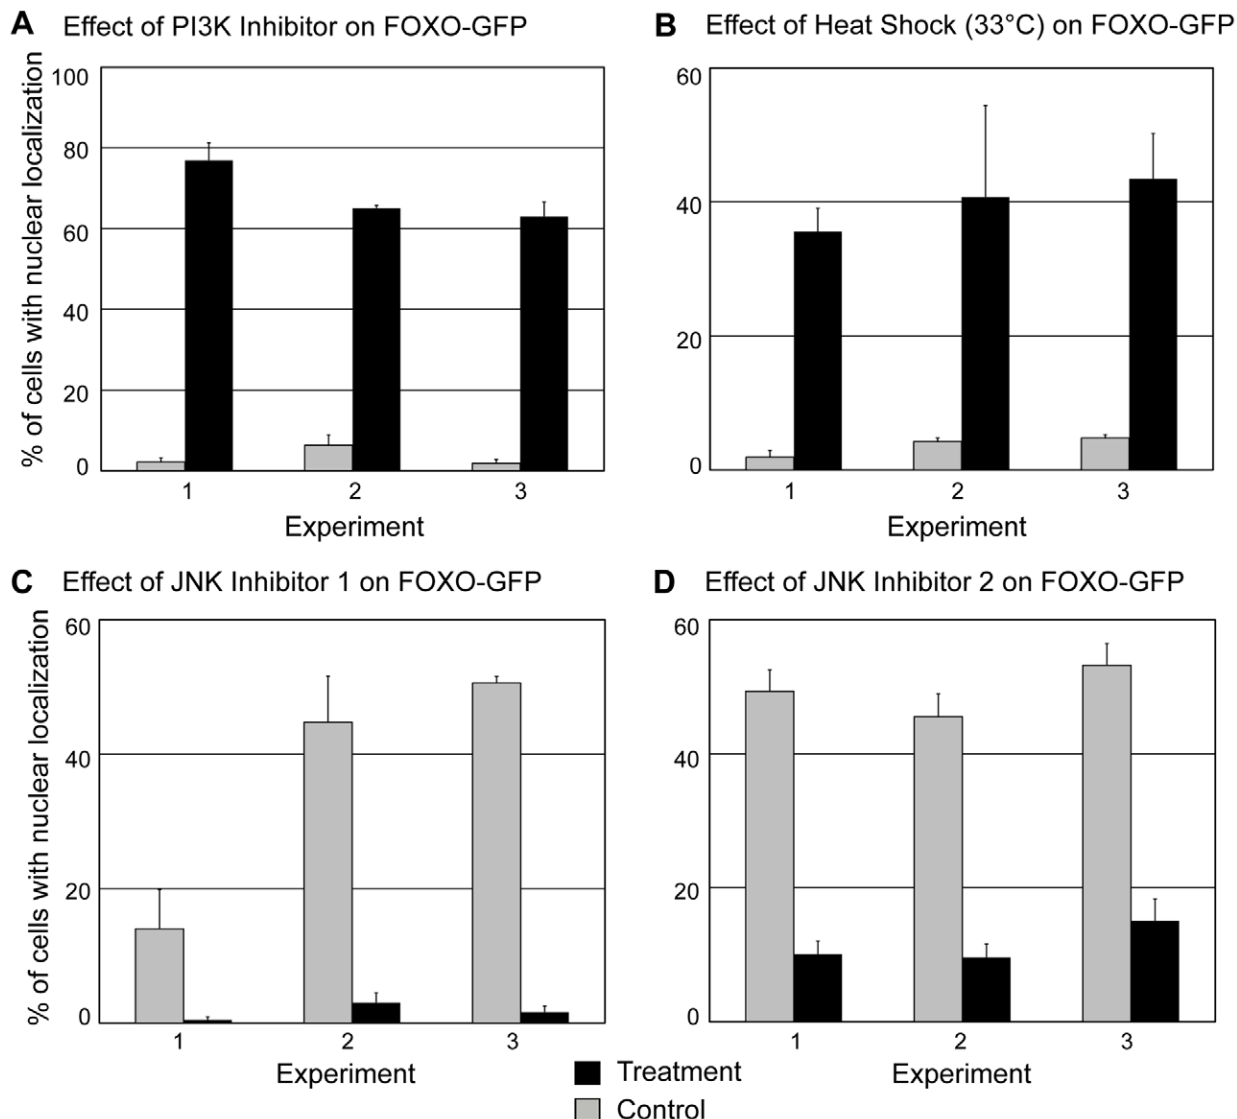 A Effect of PI3K Inhibitor on FOXO-GFP
% of cells with nuclear localization
100
80
60
40
20
0
1 2 3
Experiment
B Effect of Heat Shock (33°C) on FOXO-GFP
60
40
20
0
1 2 3
Experiment
C Effect of JNK Inhibitor 1 on FOXO-GFP
% of cells with nuclear localization
60
40
20
0
1 2 3
Experiment
D Effect of JNK Inhibitor 2 on FOXO-GFP
60
40
20
0
1 2 3
Experiment
Treatment
Control